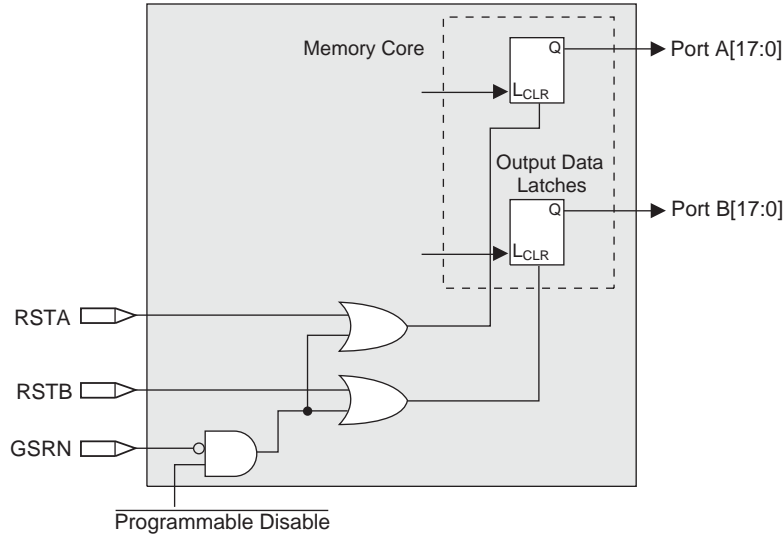 Memory Core
Q
Port A[17:0]
LCLR
Output Data
Latches
Q
Port B[17:0]
LCLR
RSTA
RSTB
GSRN
Programmable Disable